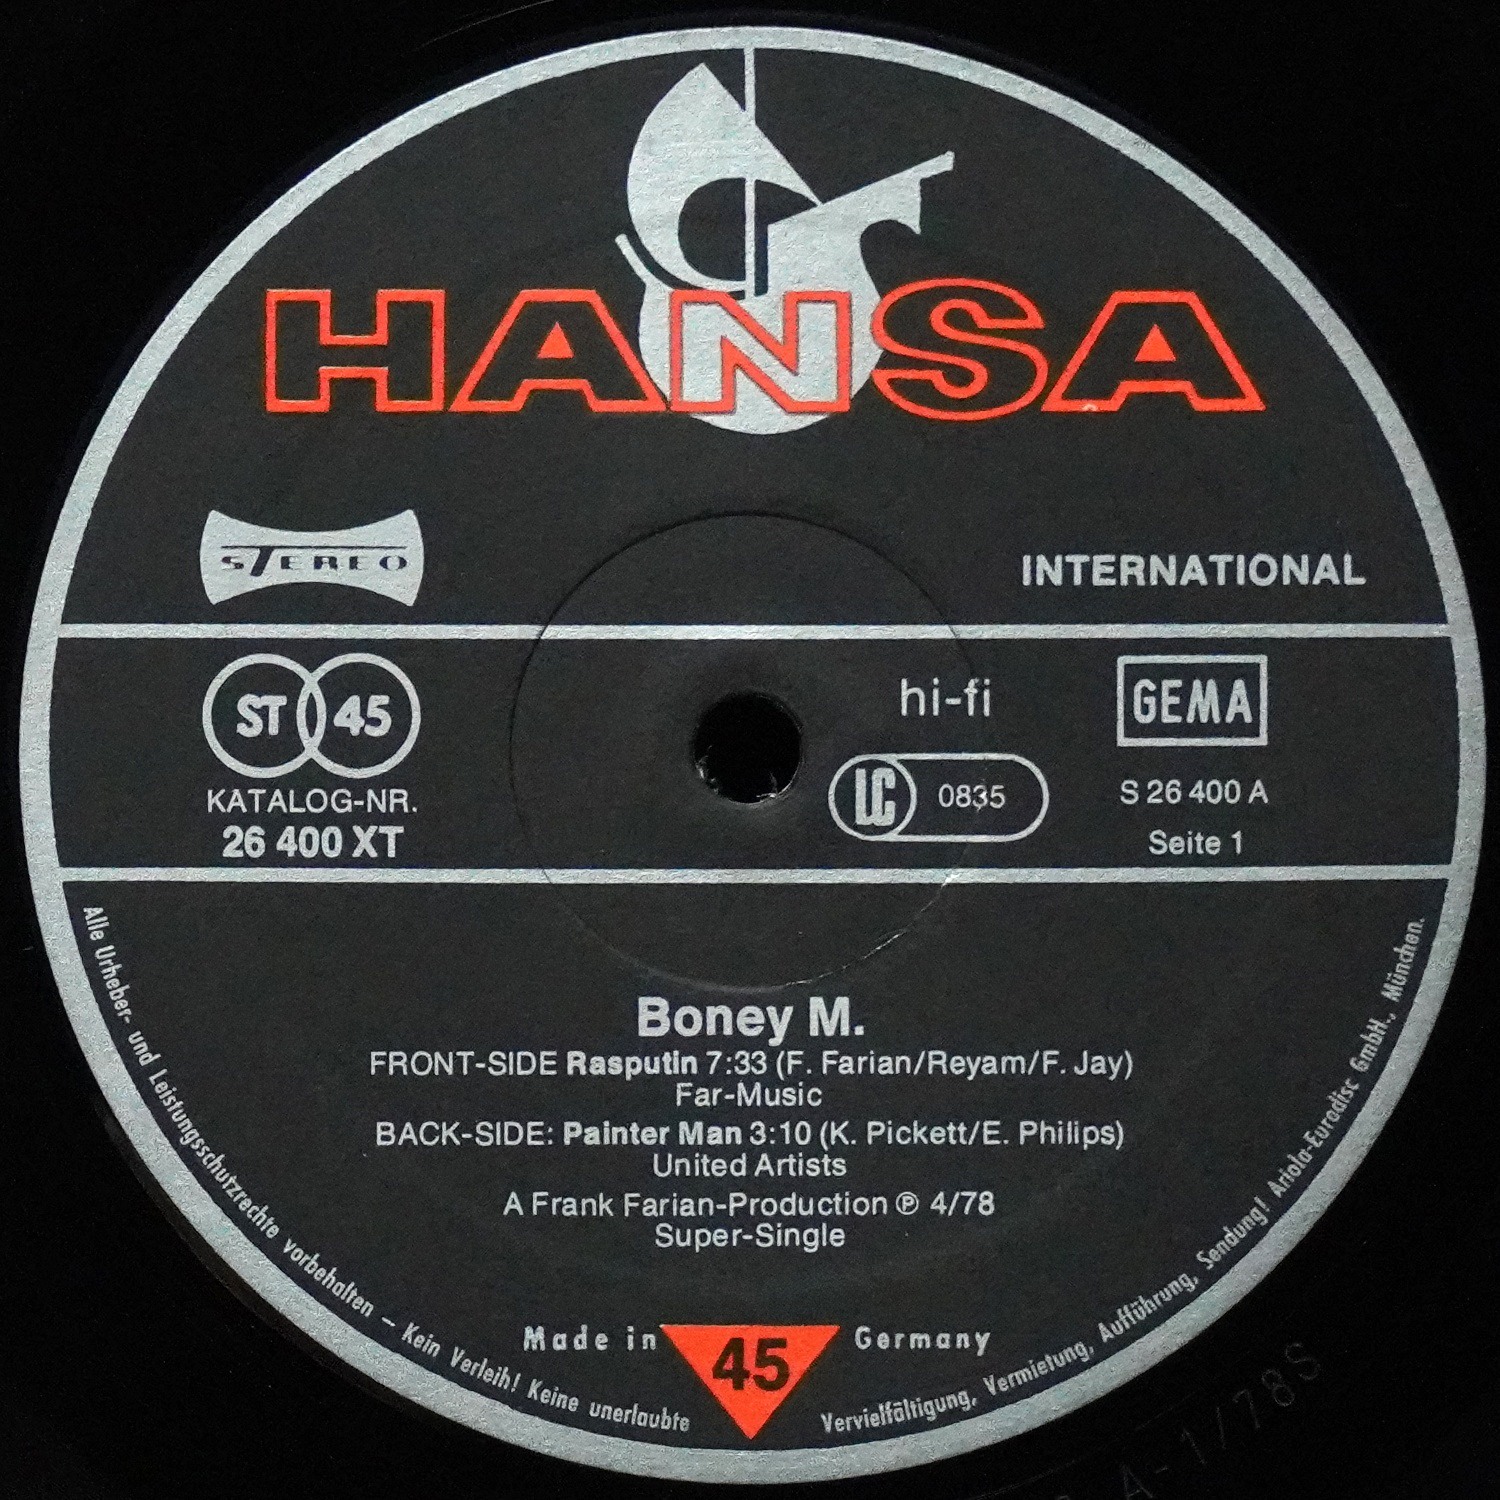 HANSA
STEREO
INTERNATIONAL
ST 45
hi-fi
GEMA
KATALOG-NR.
LC 0835
S 26 400 A
26 400 XT
Seite 1
Boney M.
FRONT-SIDE Rasputin 7:33 (F. Farian/Reyam/F. Jay)
Far-Music
BACK-SIDE: Painter Man 3:10 (K. Pickett/E. Philips)
United Artists
A Frank Farian-Production ℗ 4/78
Super-Single
Made in 45 Germany
Alle Urheber- und Leistungsschutzrechte vorbehalten – Kein Verleih! Keine unerlaubte Vervielfältigung, Vermietung, Aufführung, Sendung! Ariola-Eurodisc GmbH., München.
A-1/78S